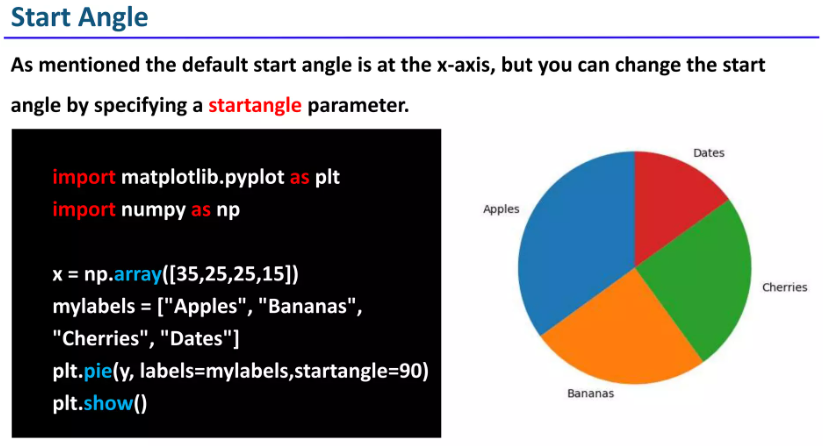 Start Angle
As mentioned the default start angle is at the x-axis, but you can change the start
angle by specifying a startangle parameter.
import matplotlib.pyplot as plt
import numpy as np
x = np.array([35,25,25,15])
mylabels = ["Apples", "Bananas",
"Cherries", "Dates"]
plt.pie(y, labels=mylabels,startangle=90)
plt.show()
Dates
Apples
Cherries
Bananas